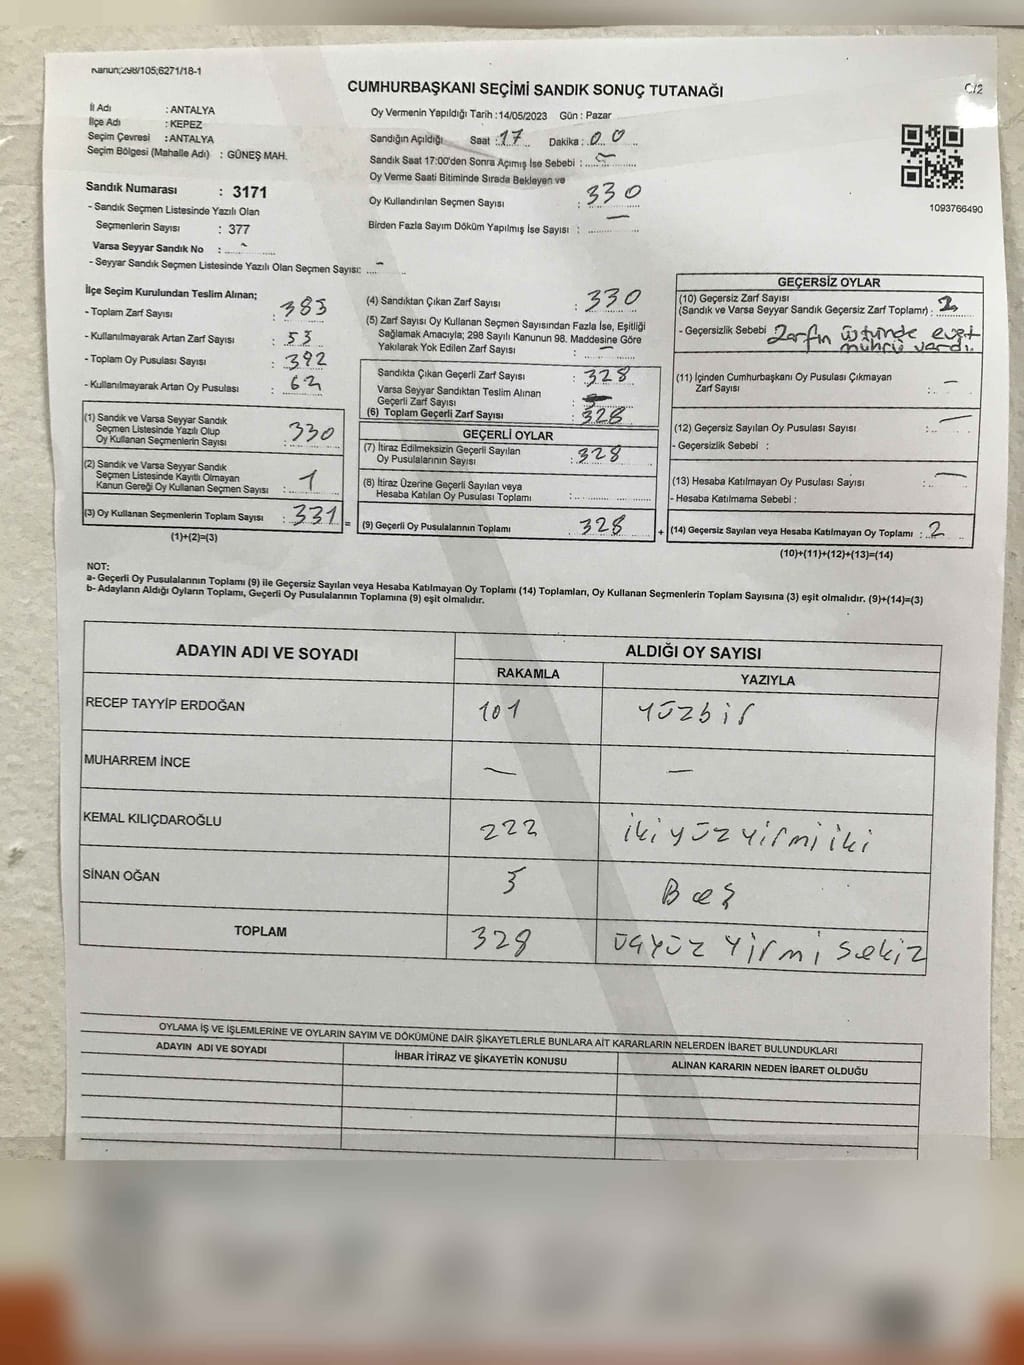 Kanun;298/105;6271/18-1
CUMHURBAŞKANI SEÇİMİ SANDIK SONUÇ TUTANAĞI
C/2
İl Adı : ANTALYA
İlçe Adı : KEPEZ
Seçim Çevresi : ANTALYA
Seçim Bölgesi (Mahalle Adı) : GÜNEŞ MAH.
Sandık Numarası : 3171
- Sandık Seçmen Listesinde Yazılı Olan
Seçmenlerin Sayısı : 377
Varsa Seyyar Sandık No : -
- Seyyar Sandık Seçmen Listesinde Yazılı Olan Seçmen Sayısı: -
Oy Vermenin Yapıldığı Tarih : 14/05/2023 Gün : Pazar
Sandığın Açıldığı Saat : 17 Dakika : 00
Sandık Saat 17:00'den Sonra Açımış İse Sebebi : -
Oy Verme Saati Bitiminde Sırada Bekleyen ve
Oy Kullandırılan Seçmen Sayısı : 330
Birden Fazla Sayım Döküm Yapılmış İse Sayısı : -
1093766490
İlçe Seçim Kurulundan Teslim Alınan;
- Toplam Zarf Sayısı : 383
- Kullanılmayarak Artan Zarf Sayısı : 53
- Toplam Oy Pusulası Sayısı : 392
- Kullanılmayarak Artan Oy Pusulası : 62
(1) Sandık ve Varsa Seyyar Sandık
Seçmen Listesinde Yazılı Olup
Oy Kullanan Seçmenlerin Sayısı : 330
(2) Sandık ve Varsa Seyyar Sandık
Seçmen Listesinde Kayıtlı Olmayan
Kanun Gereği Oy Kullanan Seçmen Sayısı : 1
(3) Oy Kullanan Seçmenlerin Toplam Sayısı : 331 =
(1)+(2)=(3)
(4) Sandıktan Çıkan Zarf Sayısı : 330
(5) Zarf Sayısı Oy Kullanan Seçmen Sayısından Fazla İse, Eşitliği
Sağlamak Amacıyla; 298 Sayılı Kanunun 98. Maddesine Göre
Yakılarak Yok Edilen Zarf Sayısı : -
Sandıkta Çıkan Geçerli Zarf Sayısı : 328
Varsa Seyyar Sandıktan Teslim Alınan
Geçerli Zarf Sayısı :
(6) Toplam Geçerli Zarf Sayısı : 328
GEÇERLİ OYLAR
(7) İtiraz Edilmeksizin Geçerli Sayılan
Oy Pusulalarının Sayısı : 328
(8) İtiraz Üzerine Geçerli Sayılan veya
Hesaba Katılan Oy Pusulası Toplamı :
(9) Geçerli Oy Pusulalarının Toplamı : 328 +
GEÇERSİZ OYLAR
(10) Geçersiz Zarf Sayısı
(Sandık ve Varsa Seyyar Sandık Geçersiz Zarf Toplamı) : 2
- Geçersizlik Sebebi Zarfın üstünde evet
mührü vardı.
(11) İçinden Cumhurbaşkanı Oy Pusulası Çıkmayan
Zarf Sayısı : -
(12) Geçersiz Sayılan Oy Pusulası Sayısı : -
- Geçersizlik Sebebi :
(13) Hesaba Katılmayan Oy Pusulası Sayısı : -
- Hesaba Katılmama Sebebi :
(14) Geçersiz Sayılan veya Hesaba Katılmayan Oy Toplamı : 2
(10)+(11)+(12)+(13)=(14)
NOT:
a- Geçerli Oy Pusulalarının Toplamı (9) ile Geçersiz Sayılan veya Hesaba Katılmayan Oy Toplamı (14) Toplamları, Oy Kullanan Seçmenlerin Toplam Sayısına (3) eşit olmalıdır. (9)+(14)=(3)
b- Adayların Aldığı Oyların Toplamı, Geçerli Oy Pusulalarının Toplamına (9) eşit olmalıdır.
ADAYIN ADI VE SOYADI ALDIĞI OY SAYISI
RAKAMLA YAZIYLA
RECEP TAYYİP ERDOĞAN 101 Yüzbir
MUHARREM İNCE - -
KEMAL KILIÇDAROĞLU 222 iki yüz yirmi iki
SİNAN OĞAN 5 Beş
TOPLAM 328 üçyüz yirmi sekiz
OYLAMA İŞ VE İŞLEMLERİNE VE OYLARIN SAYIM VE DÖKÜMÜNE DAİR ŞİKAYETLERLE BUNLARA AİT KARARLARIN NELERDEN İBARET BULUNDUKLARI
ADAYIN ADI VE SOYADI İHBAR İTİRAZ VE ŞİKAYETİN KONUSU ALINAN KARARIN NEDEN İBARET OLDUĞU